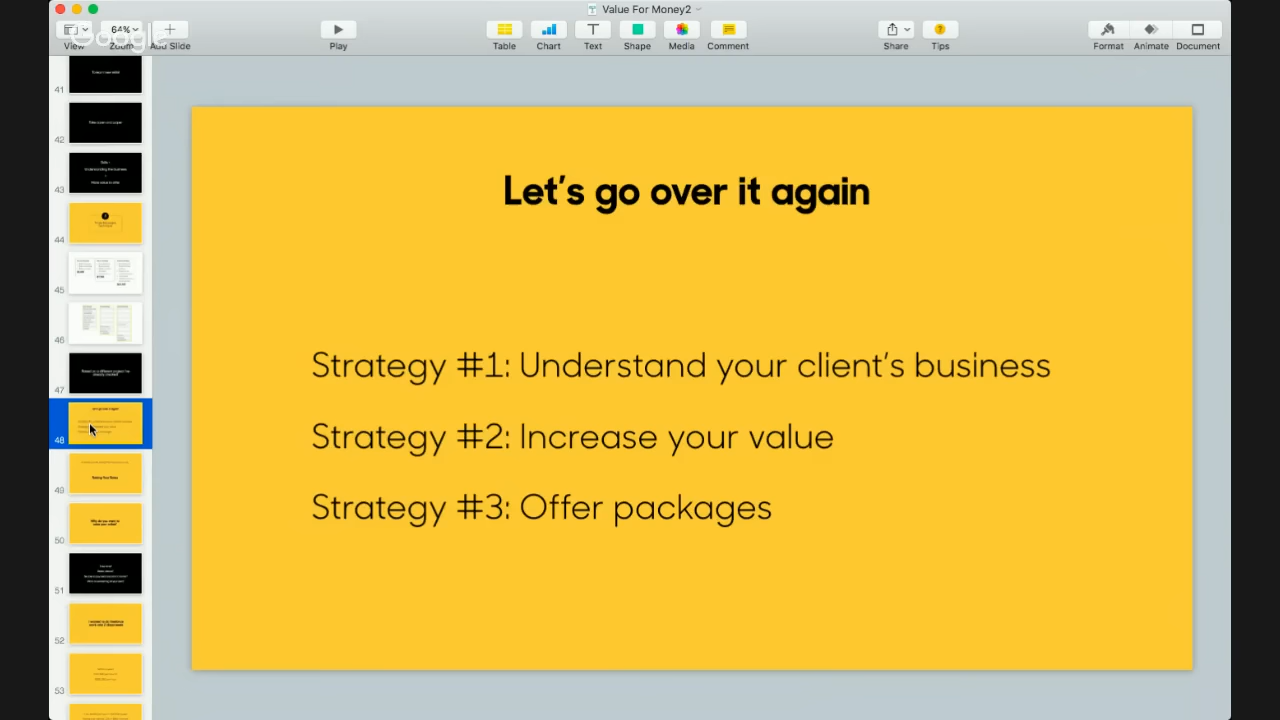 Value For Money2
64%
View
Zoom
Add Slide
Google
Play
Table
Chart
Text
Shape
Media
Comment
Share
Tips
Format
Animate
Document
41
42
43
44
45
46
47
48
49
50
51
52
53
Let's go over it again
Strategy #1: Understand your client's business
Strategy #2: Increase your value
Strategy #3: Offer packages